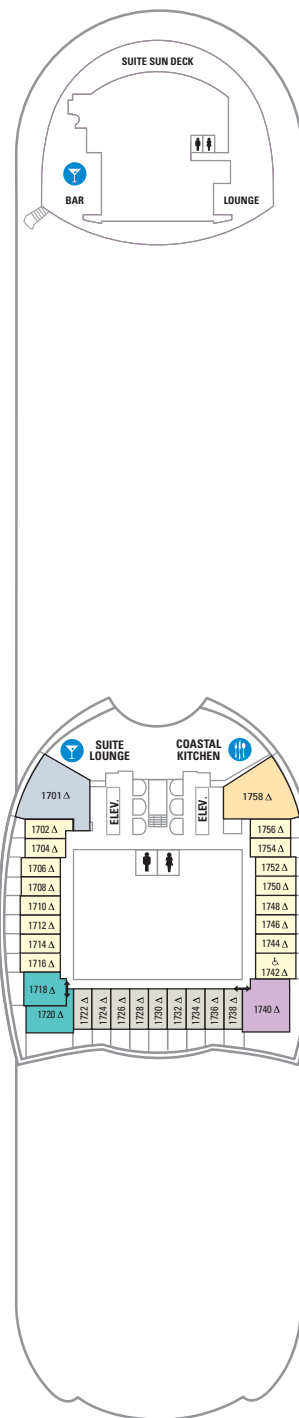 SUITE SUN DECK
BAR
LOUNGE
SUITE
LOUNGE
COASTAL
KITCHEN
1701 Δ
1758 Δ
ELEV.
ELEV.
1702 Δ
1756 Δ
1704 Δ
1754 Δ
1706 Δ
1752 Δ
1708 Δ
1750 Δ
1710 Δ
1748 Δ
1712 Δ
1746 Δ
1714 Δ
1744 Δ
1716 Δ
1742 Δ
1718 Δ
1720 Δ
1722 Δ
1724 Δ
1726 Δ
1728 Δ
1730 Δ
1732 Δ
1734 Δ
1736 Δ
1738 Δ
1740 Δ